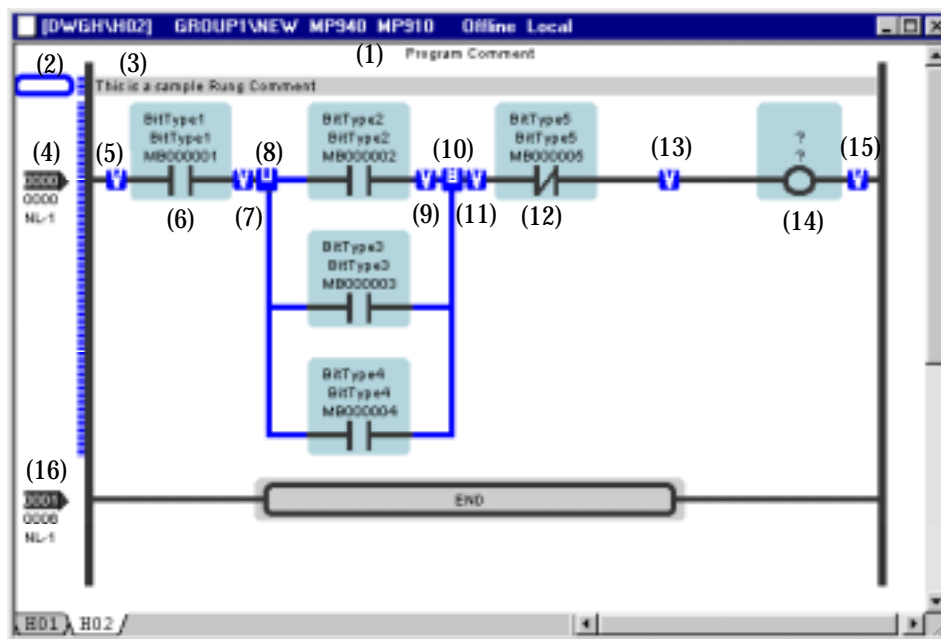 [DWGH\H02] GROUP1\NEW MP940 MP910 Offline Local
(1) Program Comment
(2) (3)
This is a sample Rung Comment
BitType1
BitType1
MB000001
BitType2
BitType2
MB000002
BitType5
BitType5
MB000005
?
?
(4) (5) (8) (10) (13) (15)
0000
0000
NL-1
(6) (7) (9) (11) (12) (14)
BitType3
BitType3
MB000003
BitType4
BitType4
MB000004
(16)
0001
0006
NL-1
END
H01 H02